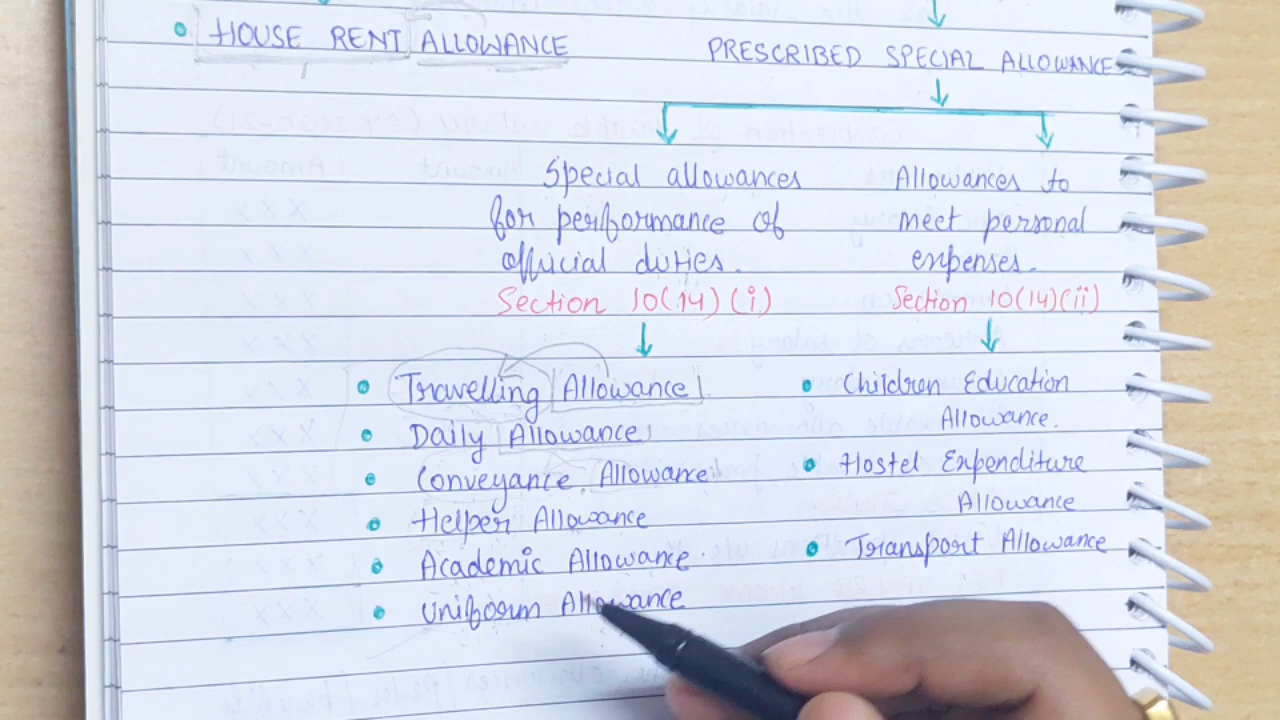 • HOUSE RENT ALLOWANCE
PRESCRIBED SPECIAL ALLOWANCE
Special allowances
for performance of
official duties.
Section 10(14)(i)
• Travelling Allowance
• Daily Allowance
• Conveyance Allowance
• Helper Allowance
• Academic Allowance.
• Uniform Allowance
Allowances to
meet personal
expenses.
Section 10(14)(ii)
• Children Education
Allowance.
• Hostel Expenditure
Allowance
• Transport Allowance